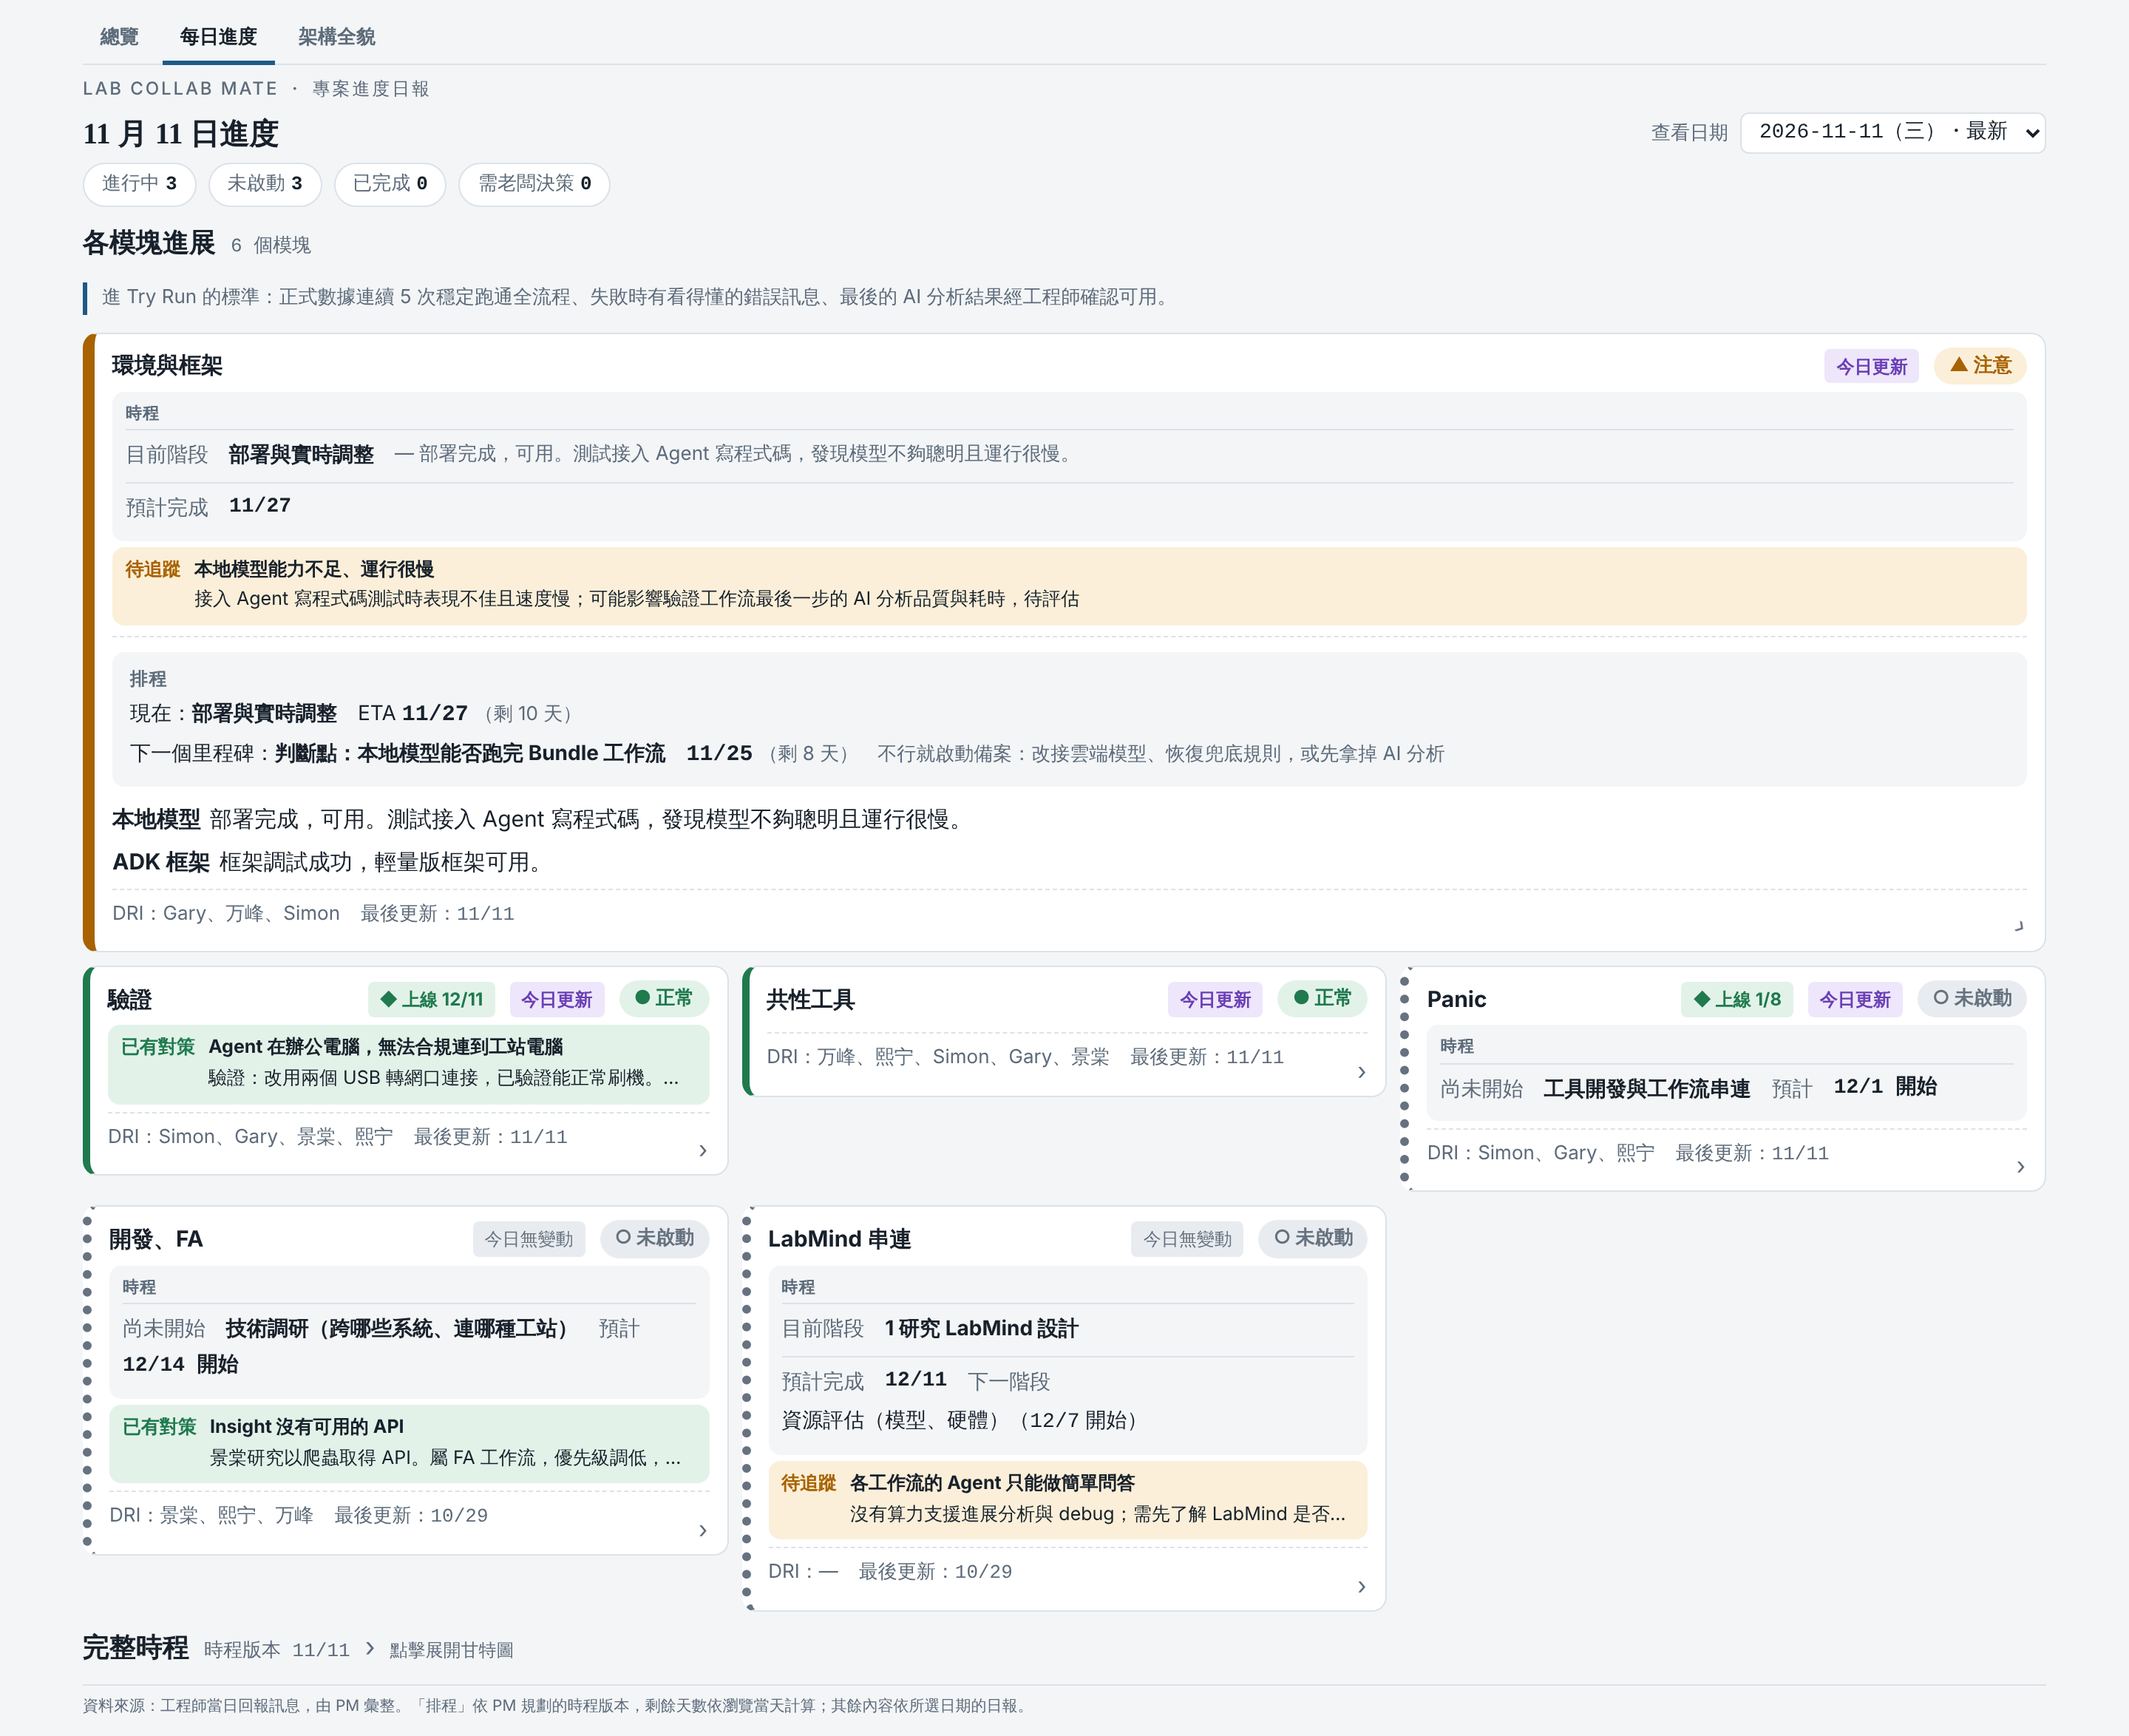 總覽 每日進度 架構全貌
LAB COLLAB MATE · 專案進度日報
11 月 11 日進度
查看日期 2026-11-11（三）·最新
進行中 3 未啟動 3 已完成 0 需老闆決策 0
各模塊進展 6 個模塊
進 Try Run 的標準：正式數據連續 5 次穩定跑通全流程、失敗時有看得懂的錯誤訊息、最後的 AI 分析結果經工程師確認可用。
環境與框架 今日更新 ▲ 注意
時程
目前階段 部署與實時調整 — 部署完成，可用。測試接入 Agent 寫程式碼，發現模型不夠聰明且運行很慢。
預計完成 11/27
待追蹤 本地模型能力不足、運行很慢
接入 Agent 寫程式碼測試時表現不佳且速度慢；可能影響驗證工作流最後一步的 AI 分析品質與耗時，待評估
排程
現在：部署與實時調整 ETA 11/27 （剩 10 天）
下一個里程碑：判斷點：本地模型能否跑完 Bundle 工作流 11/25 （剩 8 天） 不行就啟動備案：改接雲端模型、恢復兜底規則，或先拿掉 AI 分析
本地模型 部署完成，可用。測試接入 Agent 寫程式碼，發現模型不夠聰明且運行很慢。
ADK 框架 框架調試成功，輕量版框架可用。
DRI：Gary、万峰、Simon 最後更新：11/11
驗證 ◆ 上線 12/11 今日更新 ● 正常
已有對策 Agent 在辦公電腦，無法合規連到工站電腦
驗證：改用兩個 USB 轉網口連接，已驗證能正常刷機。...
DRI：Simon、Gary、景棠、熙宁 最後更新：11/11
共性工具 今日更新 ● 正常
DRI：万峰、熙宁、Simon、Gary、景棠 最後更新：11/11
Panic ◆ 上線 1/8 今日更新 ○ 未啟動
時程
尚未開始 工具開發與工作流串連 預計 12/1 開始
DRI：Simon、Gary、熙宁 最後更新：11/11
開發、FA 今日無變動 ○ 未啟動
時程
尚未開始 技術調研（跨哪些系統、連哪種工站） 預計
12/14 開始
已有對策 Insight 沒有可用的 API
景棠研究以爬蟲取得 API。屬 FA 工作流，優先級調低，...
DRI：景棠、熙宁、万峰 最後更新：10/29
LabMind 串連 今日無變動 ○ 未啟動
時程
目前階段 1 研究 LabMind 設計
預計完成 12/11 下一階段
資源評估（模型、硬體）（12/7 開始）
待追蹤 各工作流的 Agent 只能做簡單問答
沒有算力支援進展分析與 debug；需先了解 LabMind 是否...
DRI：— 最後更新：10/29
完整時程 時程版本 11/11 › 點擊展開甘特圖
資料來源：工程師當日回報訊息，由 PM 彙整。「排程」依 PM 規劃的時程版本，剩餘天數依瀏覽當天計算；其餘內容依所選日期的日報。